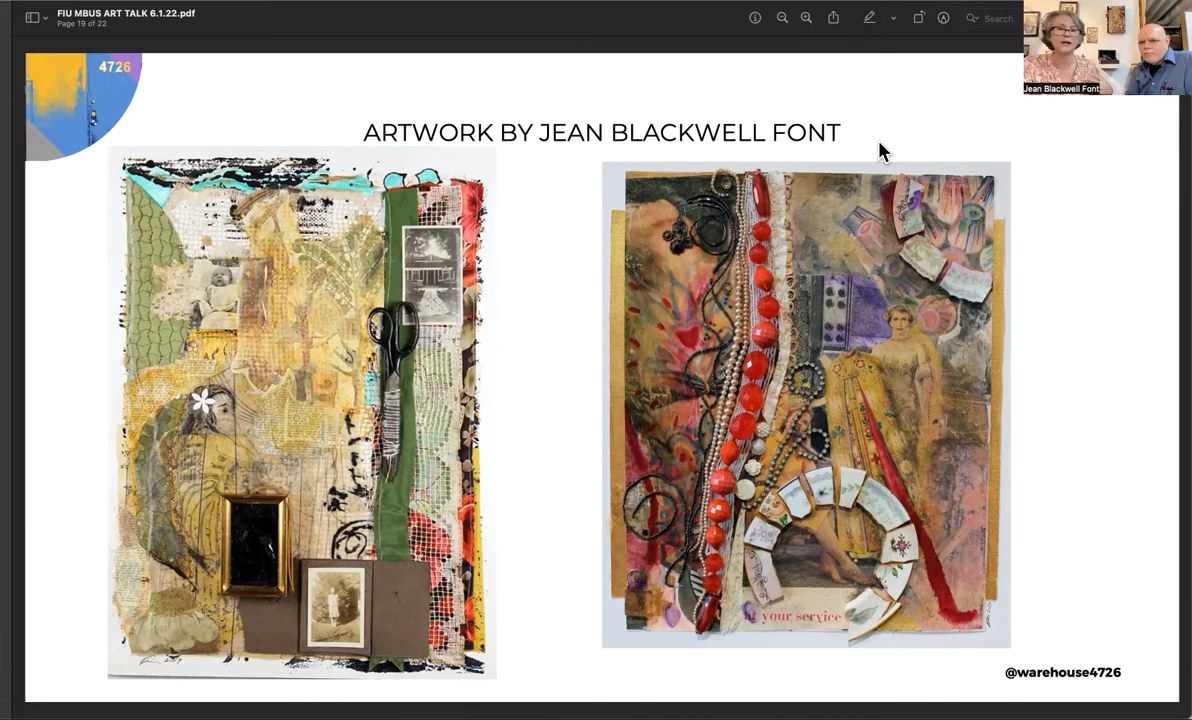 FIU MBUS ART TALK 6.1.22.pdf
Page 19 of 22
Search
Jean Blackwell Font
4726
ARTWORK BY JEAN BLACKWELL FONT
your service
@warehouse4726